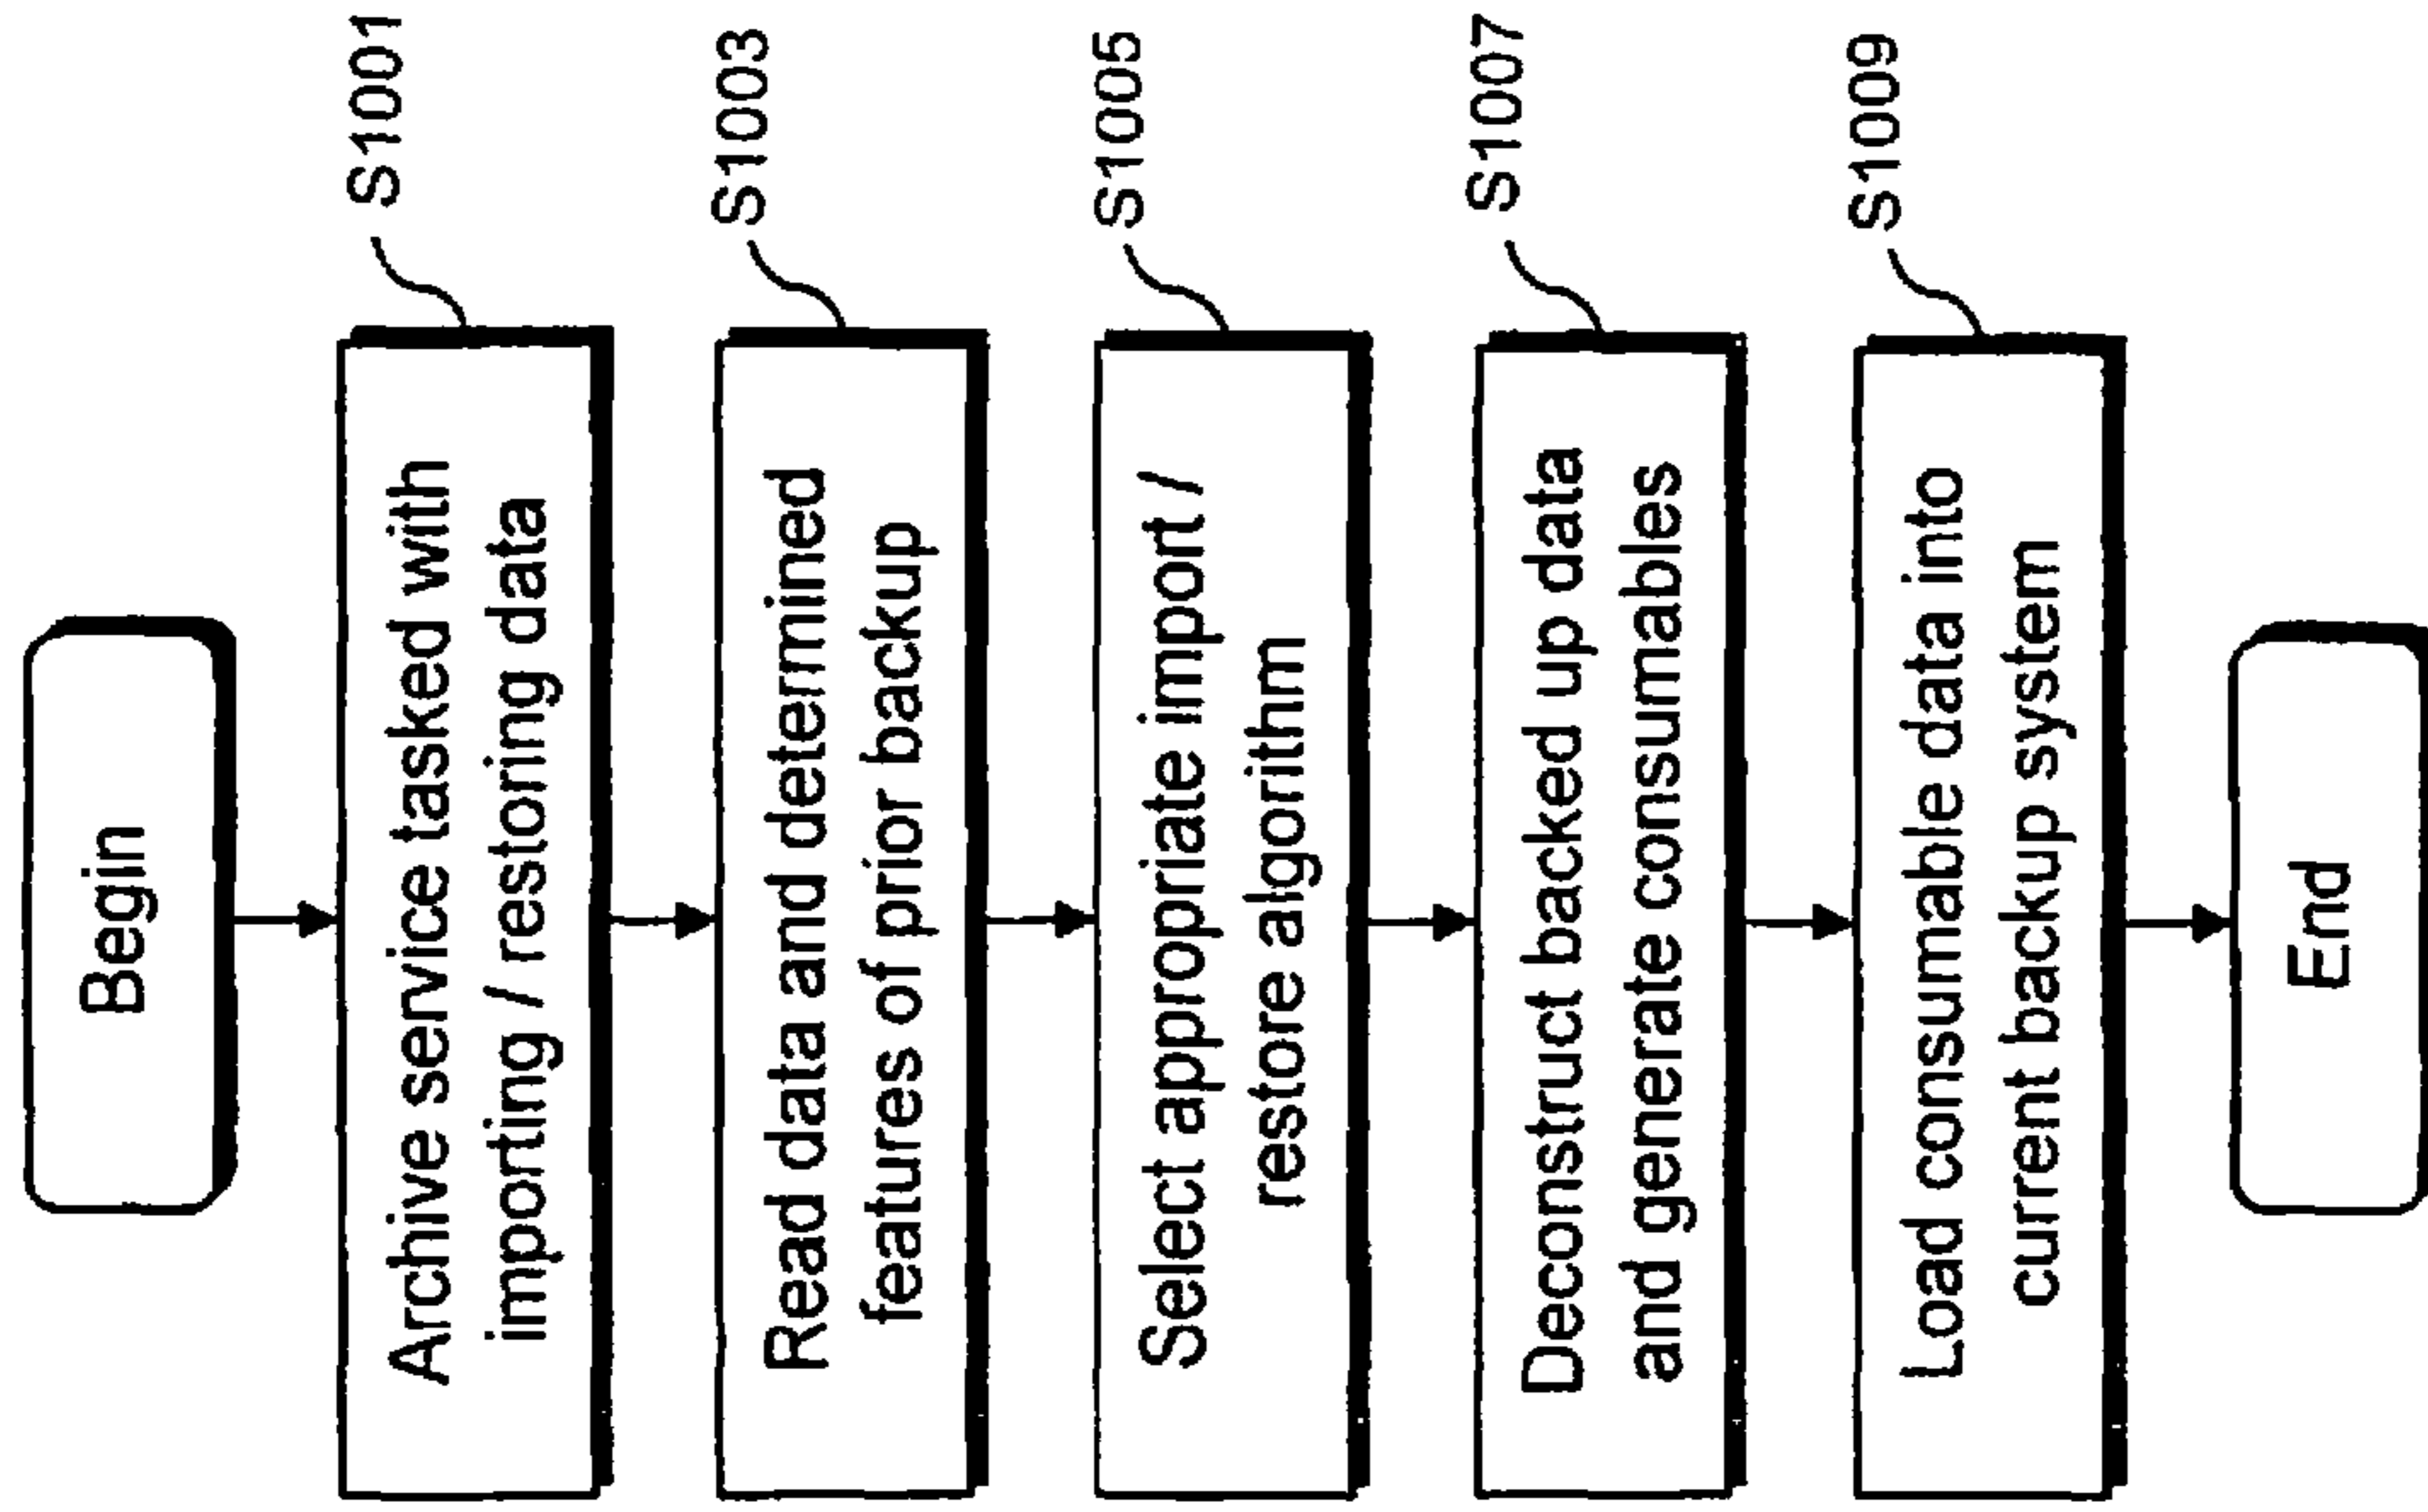 Begin
Archive service tasked with
importing / restoring data
S1001
Read data and determined
features of prior backup
S1003
Select appropriate import /
restore algorithm
S1005
Deconstruct backed up data
and generate consumables
S1007
Load consumable data into
current backup system
S1009
End